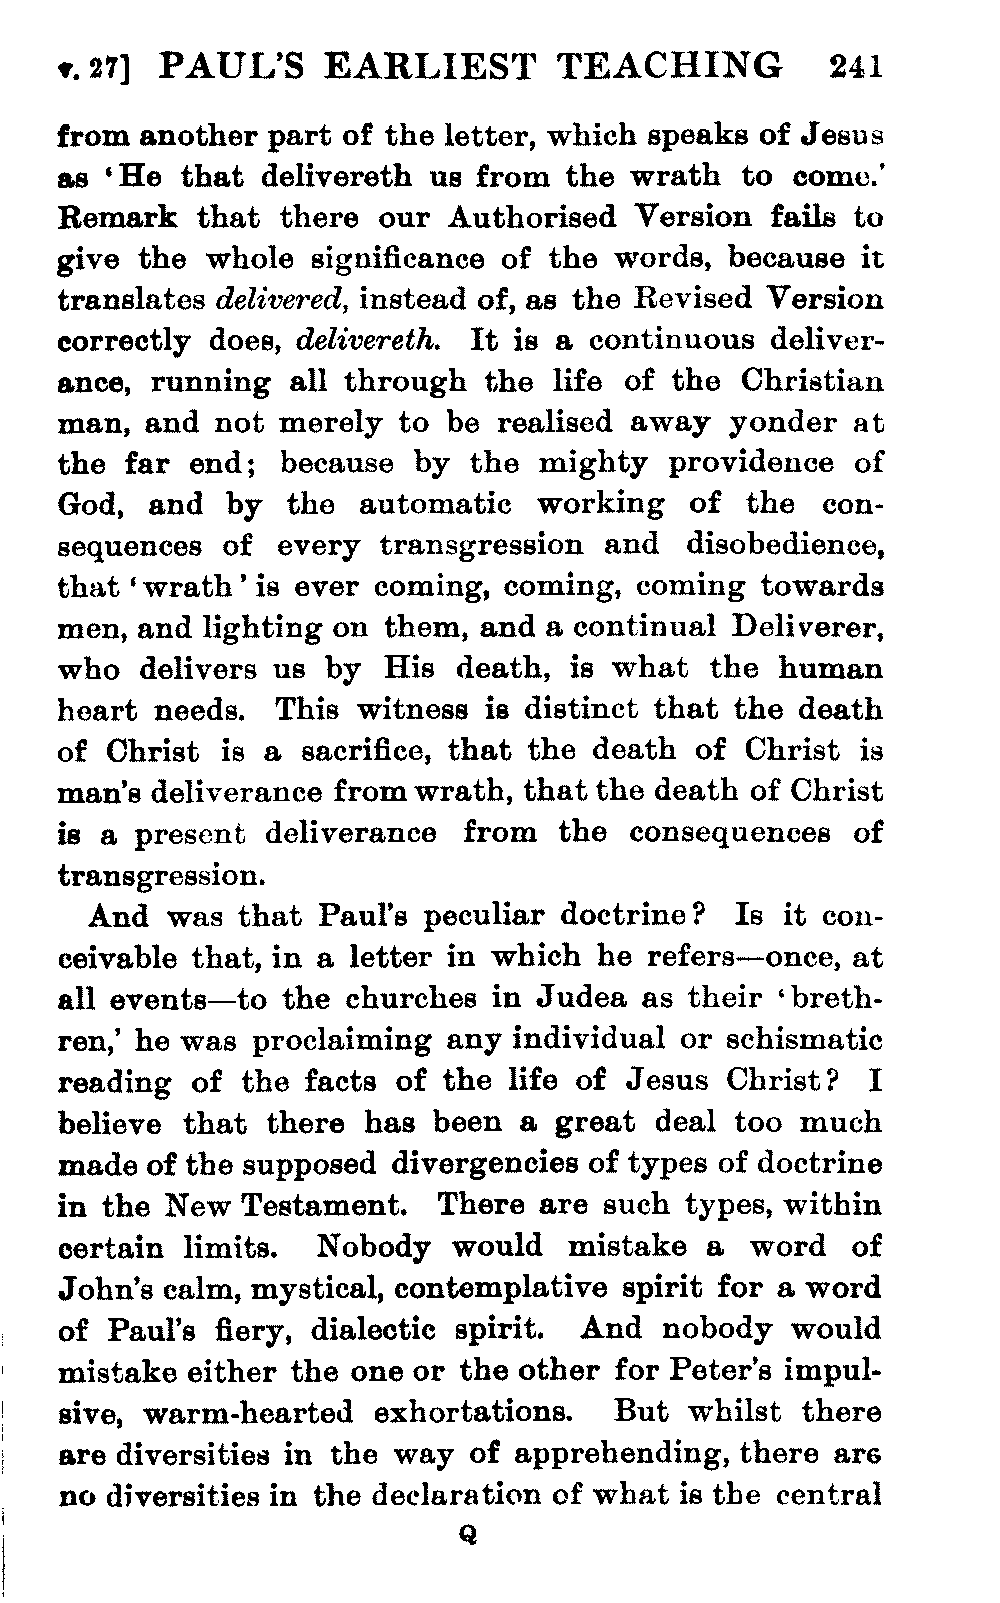 v. 27] PAUL'S EARLIEST TEACHING 241
from another part of the letter, which speaks of Jesus
as ‘He that delivereth us from the wrath to come.’
Remark that there our Authorised Version fails to
give the whole significance of the words, because it
translates delivered, instead of, as the Revised Version
correctly does, delivereth. It is a continuous deliver-
ance, running all through the life of the Christian
man, and not merely to be realised away yonder at
the far end; because by the mighty providence of
God, and by the automatic working of the con-
sequences of every transgression and disobedience,
that ‘wrath’ is ever coming, coming, coming towards
men, and lighting on them, and a continual Deliverer,
who delivers us by His death, is what the human
heart needs. This witness is distinct that the death
of Christ is a sacrifice, that the death of Christ is
man's deliverance from wrath, that the death of Christ
is a present deliverance from the consequences of
transgression.
And was that Paul's peculiar doctrine? Is it con-
ceivable that, in a letter in which he refers—once, at
all events—to the churches in Judea as their ‘breth-
ren,’ he was proclaiming any individual or schismatic
reading of the facts of the life of Jesus Christ? I
believe that there has been a great deal too much
made of the supposed divergencies of types of doctrine
in the New Testament. There are such types, within
certain limits. Nobody would mistake a word of
John's calm, mystical, contemplative spirit for a word
of Paul's fiery, dialectic spirit. And nobody would
mistake either the one or the other for Peter's impul-
sive, warm-hearted exhortations. But whilst there
are diversities in the way of apprehending, there are
no diversities in the declaration of what is the central
Q